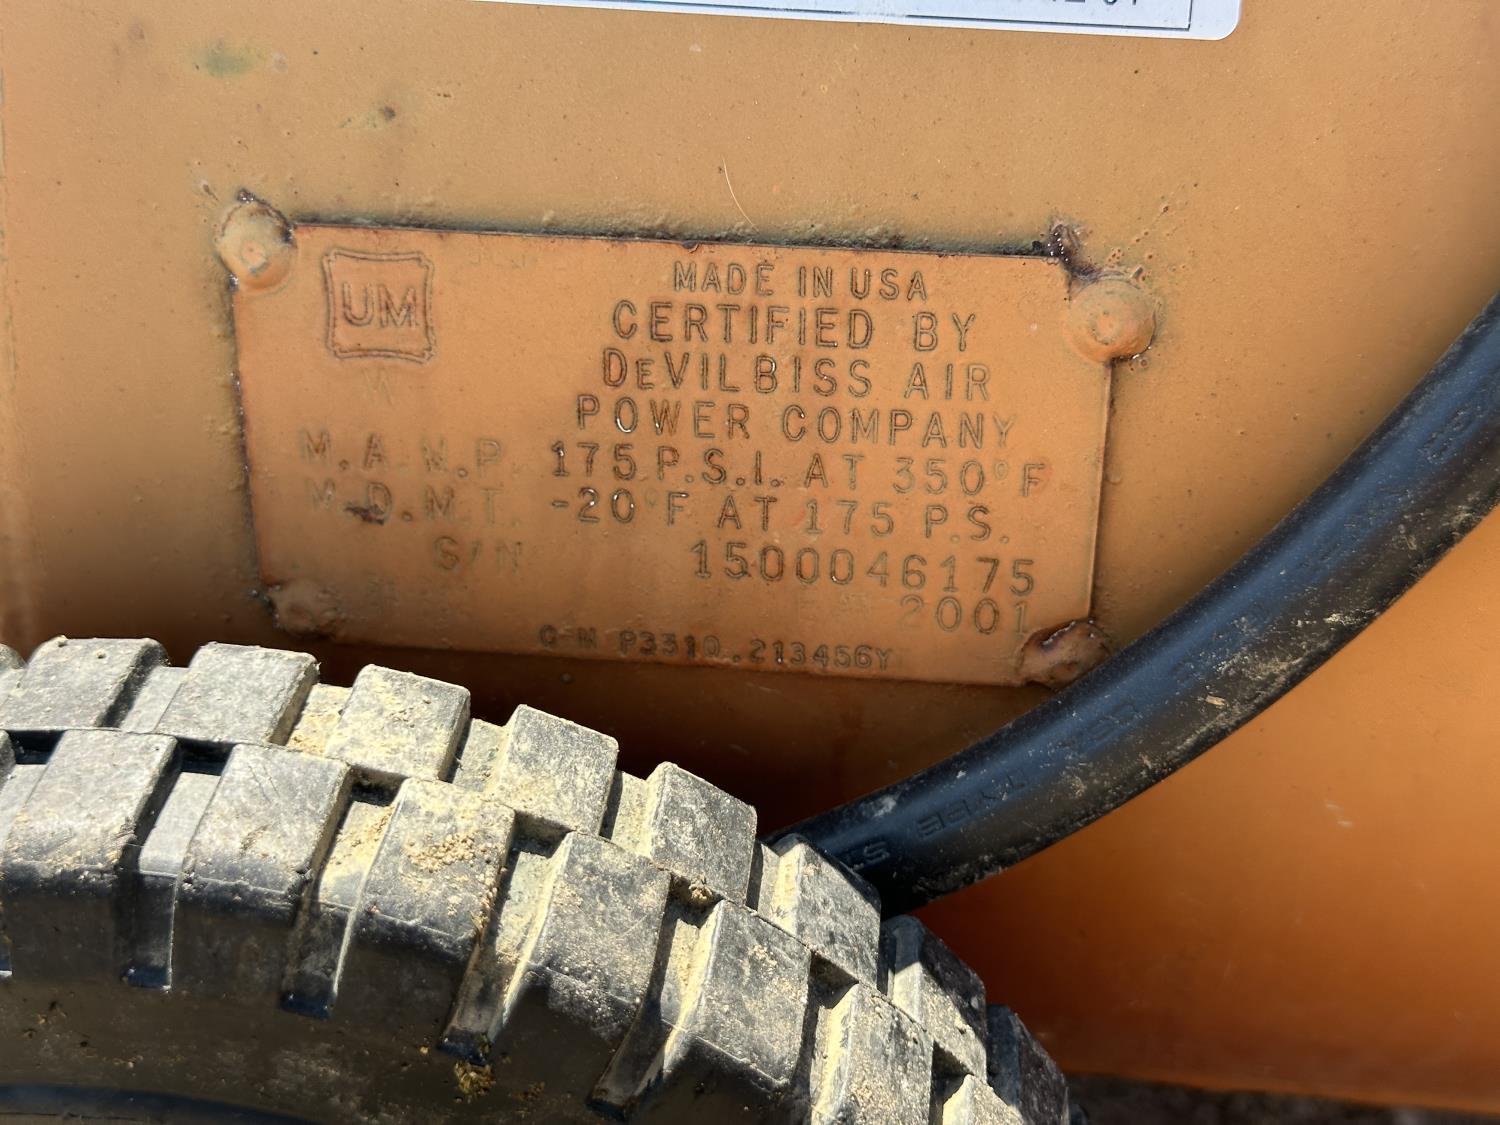 UM
W
MADE IN USA
CERTIFIED BY
DEVILBISS AIR
POWER COMPANY
M.A.W.P. 175 P.S.I. AT 350°F
M.D.M.T. -20°F AT 175 P.S.
S/N 1500046175
2001
P3310.213456Y
TYPE